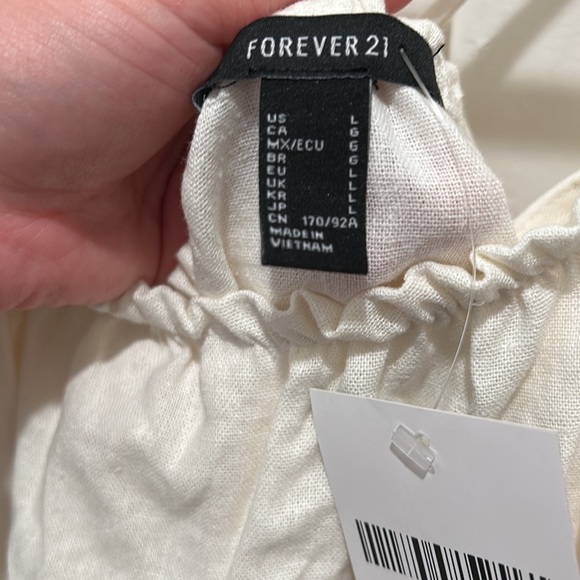 FOREVER 21
US L
CA G
MX/ECU G
BR G
EU L
UK L
KR L
JP L
CN 170/92A
MADE IN
VIETNAM